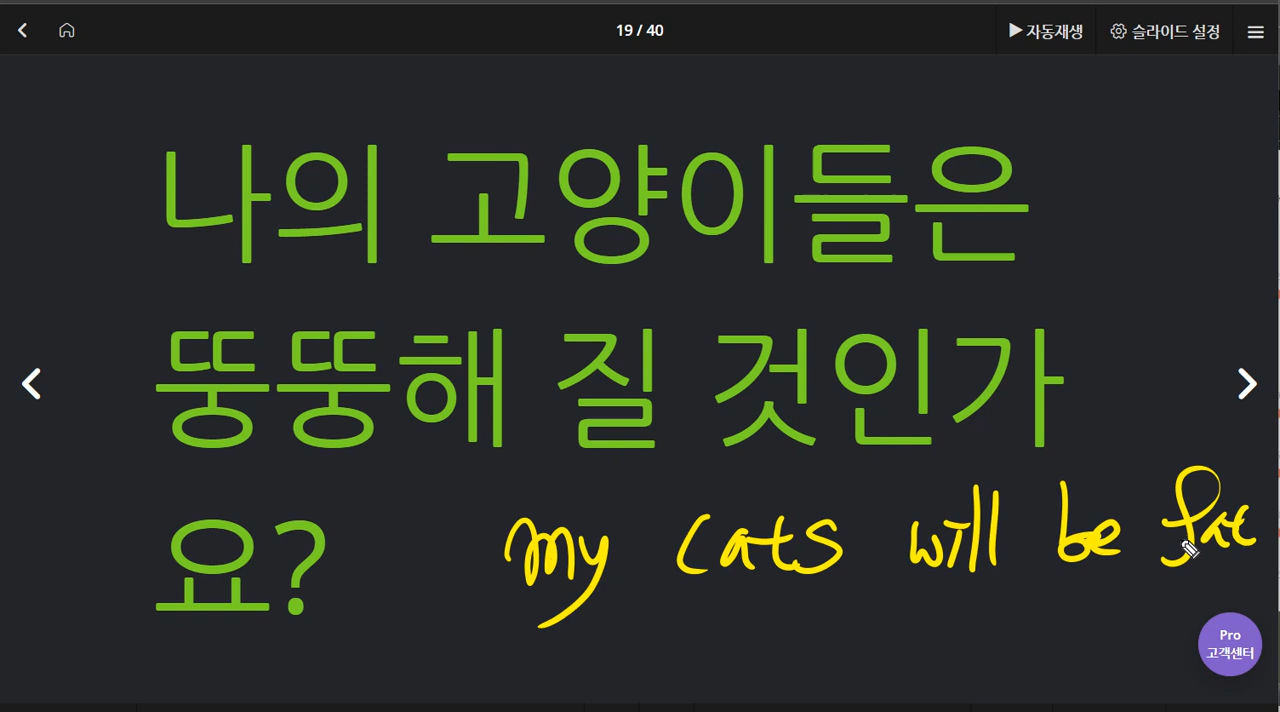 19 / 40
▶ 자동재생
슬라이드 설정
나의 고양이들은
뚱뚱해 질 것인가
요?
my cats will be fat
Pro
고객센터